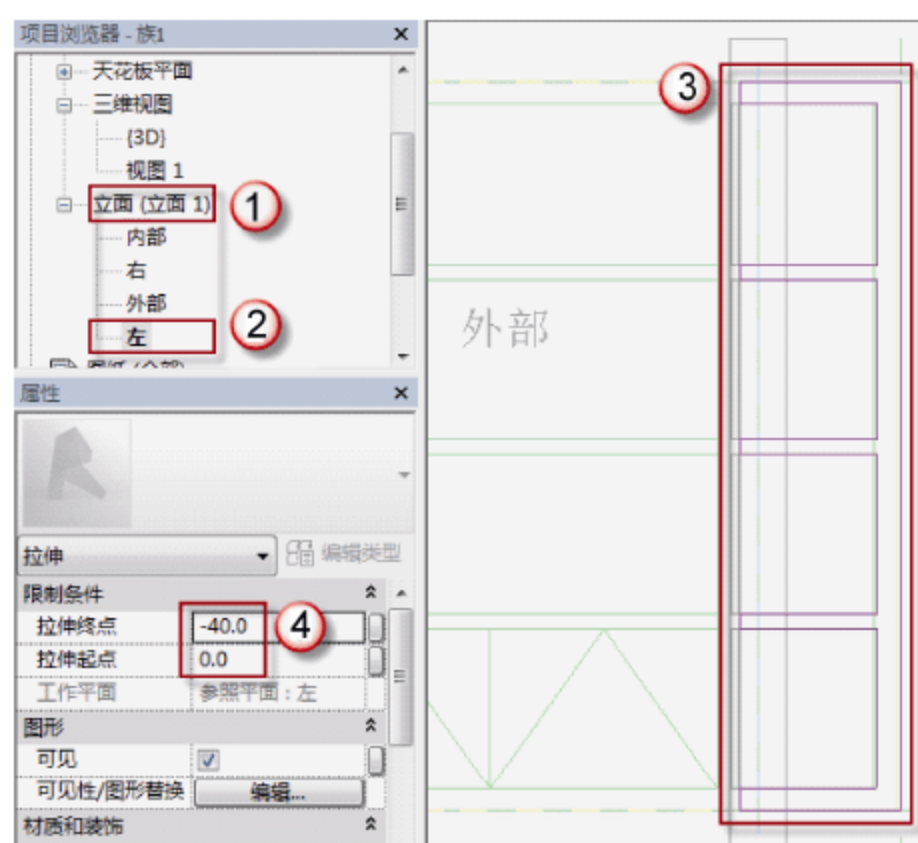 项目浏览器 - 族1
天花板平面
三维视图
{3D}
视图 1
立面 (立面 1)
1
内部
右
外部
左
2
属性
拉伸
编辑类型
限制条件
拉伸终点 -40.0
4
拉伸起点 0.0
工作平面 参照平面 : 左
图形
可见
可见性/图形替换 编辑...
材质和装饰
3
外部